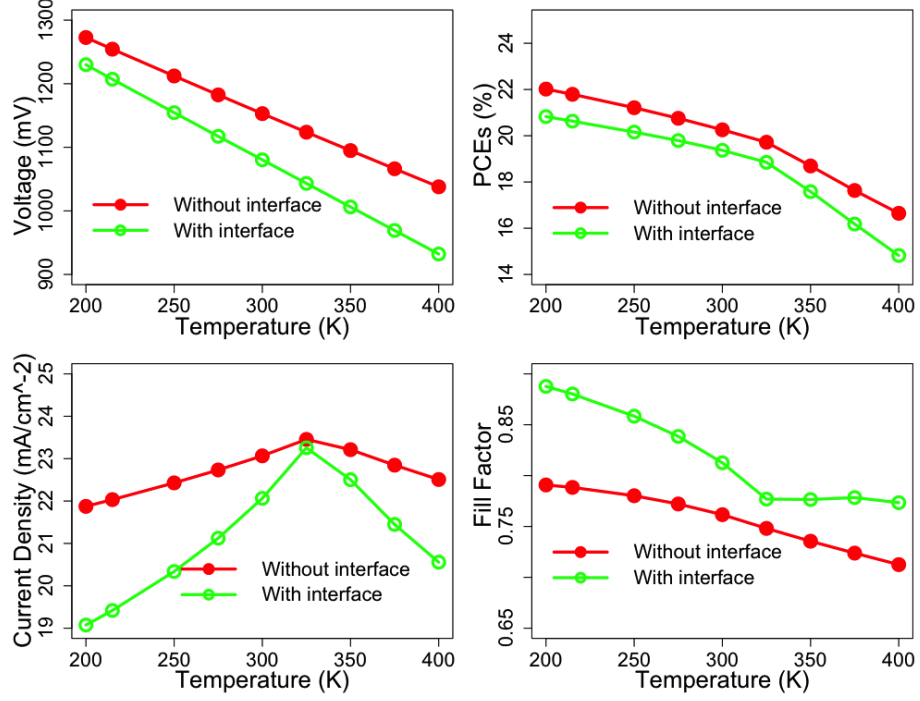 Voltage (mV)
1300
1200
1100
1000
900
Without interface
With interface
200 250 300 350 400
Temperature (K)
PCEs (%)
24
22
20
18
16
14
Without interface
With interface
200 250 300 350 400
Temperature (K)
Current Density (mA/cm^-2)
25
24
23
22
21
20
19
Without interface
With interface
200 250 300 350 400
Temperature (K)
Fill Factor
0.85
0.75
0.65
Without interface
With interface
200 250 300 350 400
Temperature (K)